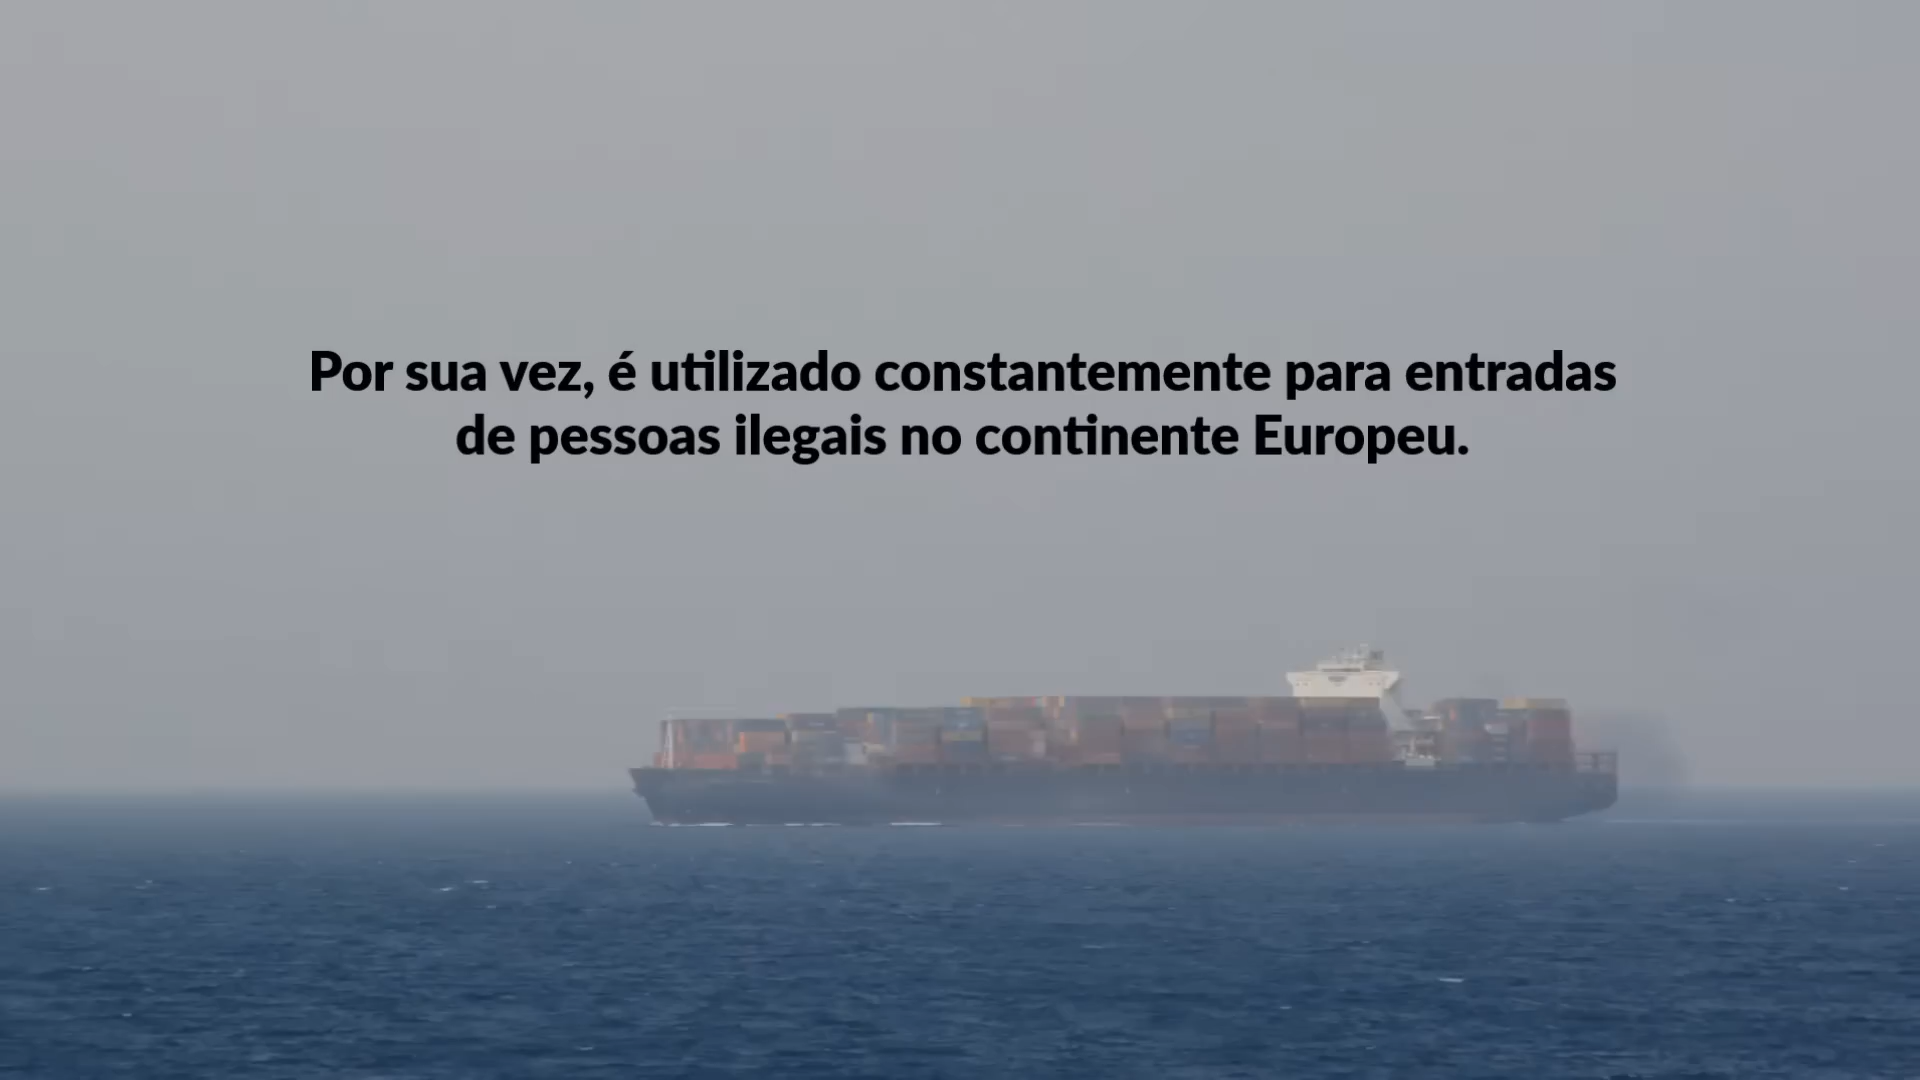 Por sua vez, é utilizado constantemente para entradas
de pessoas ilegais no continente Europeu.